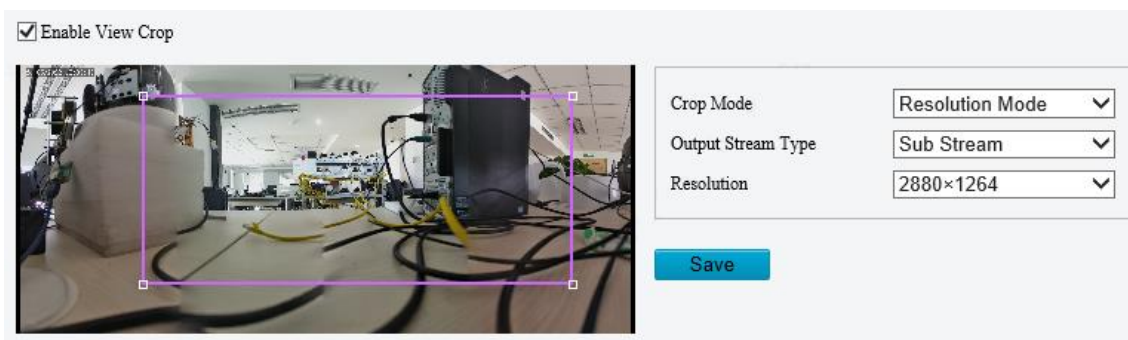 Enable View Crop
Crop Mode Resolution Mode
Output Stream Type Sub Stream
Resolution 2880×1264
Save